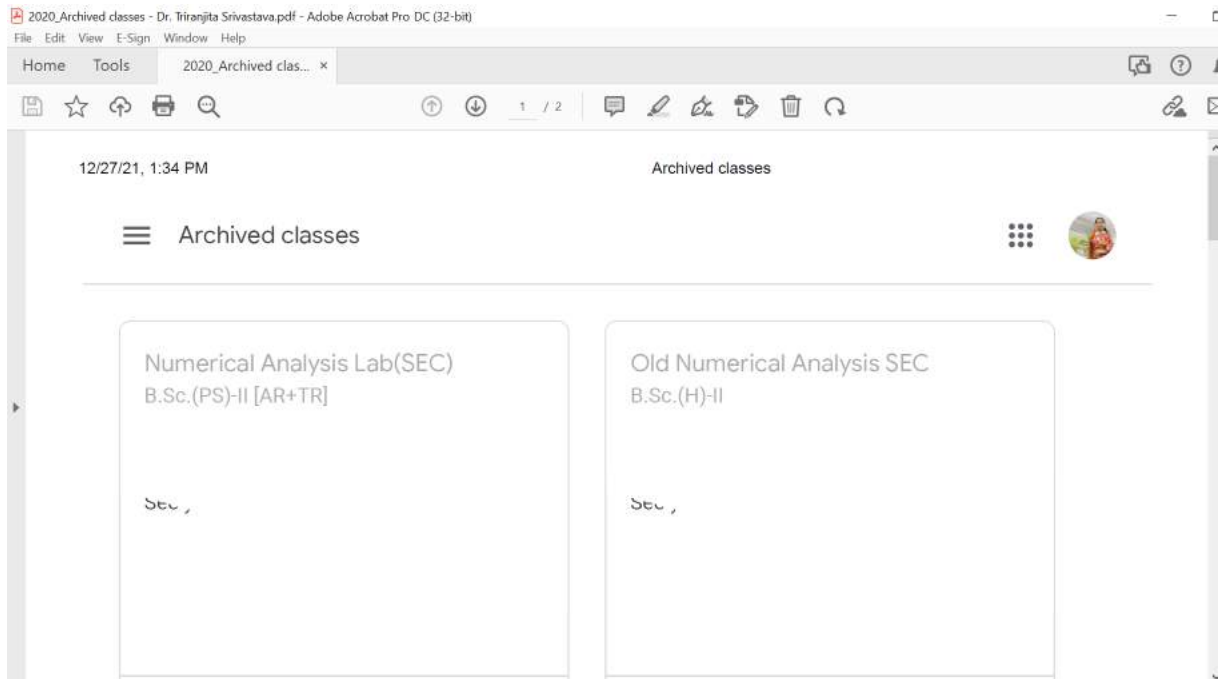 2020_Archived classes - Dr. Triranjita Srivastava.pdf - Adobe Acrobat Pro DC (32-bit)
File Edit View E-Sign Window Help
Home Tools 2020_Archived clas... ×
1 / 2
12/27/21, 1:34 PM Archived classes
Archived classes
Numerical Analysis Lab(SEC) Old Numerical Analysis SEC
B.Sc.(PS)-II [AR+TR] B.Sc.(H)-II